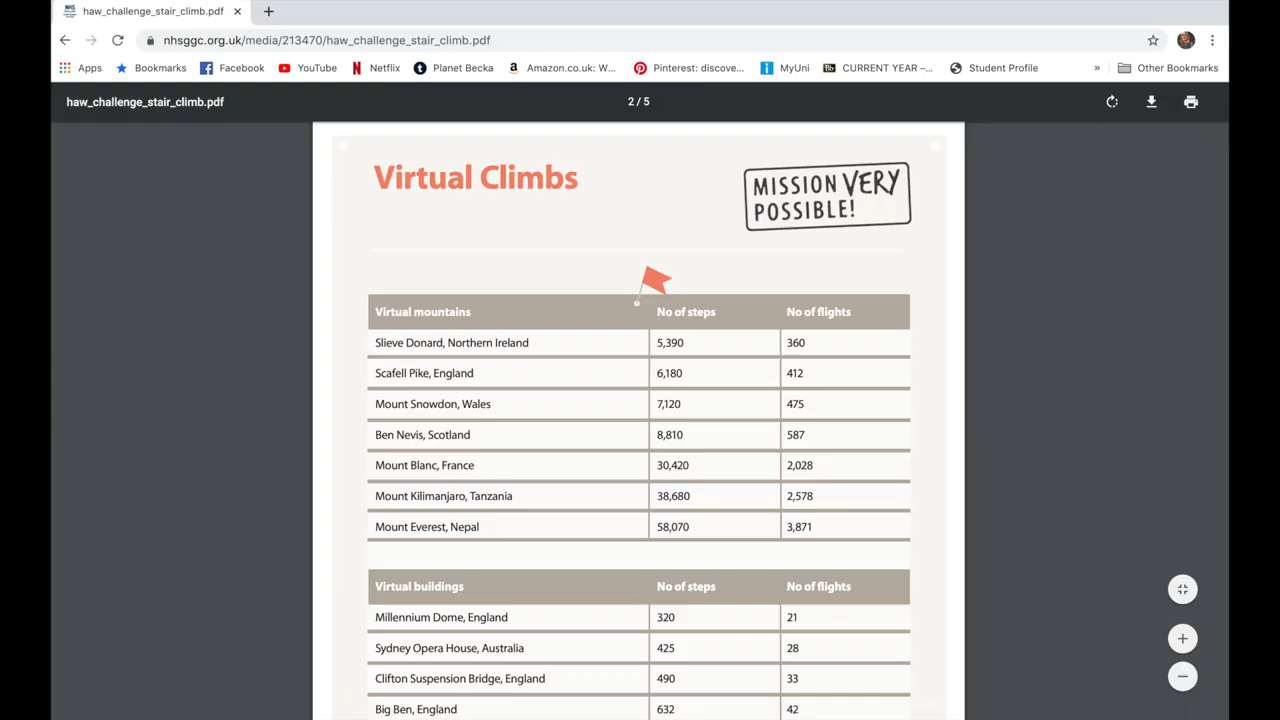 haw_challenge_stair_climb.pdf
nhsggc.org.uk/media/213470/haw_challenge_stair_climb.pdf
Apps Bookmarks Facebook YouTube Netflix Planet Becka Amazon.co.uk: W... Pinterest: discove... MyUni CURRENT YEAR –... Student Profile » Other Bookmarks
haw_challenge_stair_climb.pdf 2 / 5
Virtual Climbs
MISSION VERY
POSSIBLE!
Virtual mountains No of steps No of flights
Slieve Donard, Northern Ireland 5,390 360
Scafell Pike, England 6,180 412
Mount Snowdon, Wales 7,120 475
Ben Nevis, Scotland 8,810 587
Mount Blanc, France 30,420 2,028
Mount Kilimanjaro, Tanzania 38,680 2,578
Mount Everest, Nepal 58,070 3,871
Virtual buildings No of steps No of flights
Millennium Dome, England 320 21
Sydney Opera House, Australia 425 28
Clifton Suspension Bridge, England 490 33
Big Ben, England 632 42